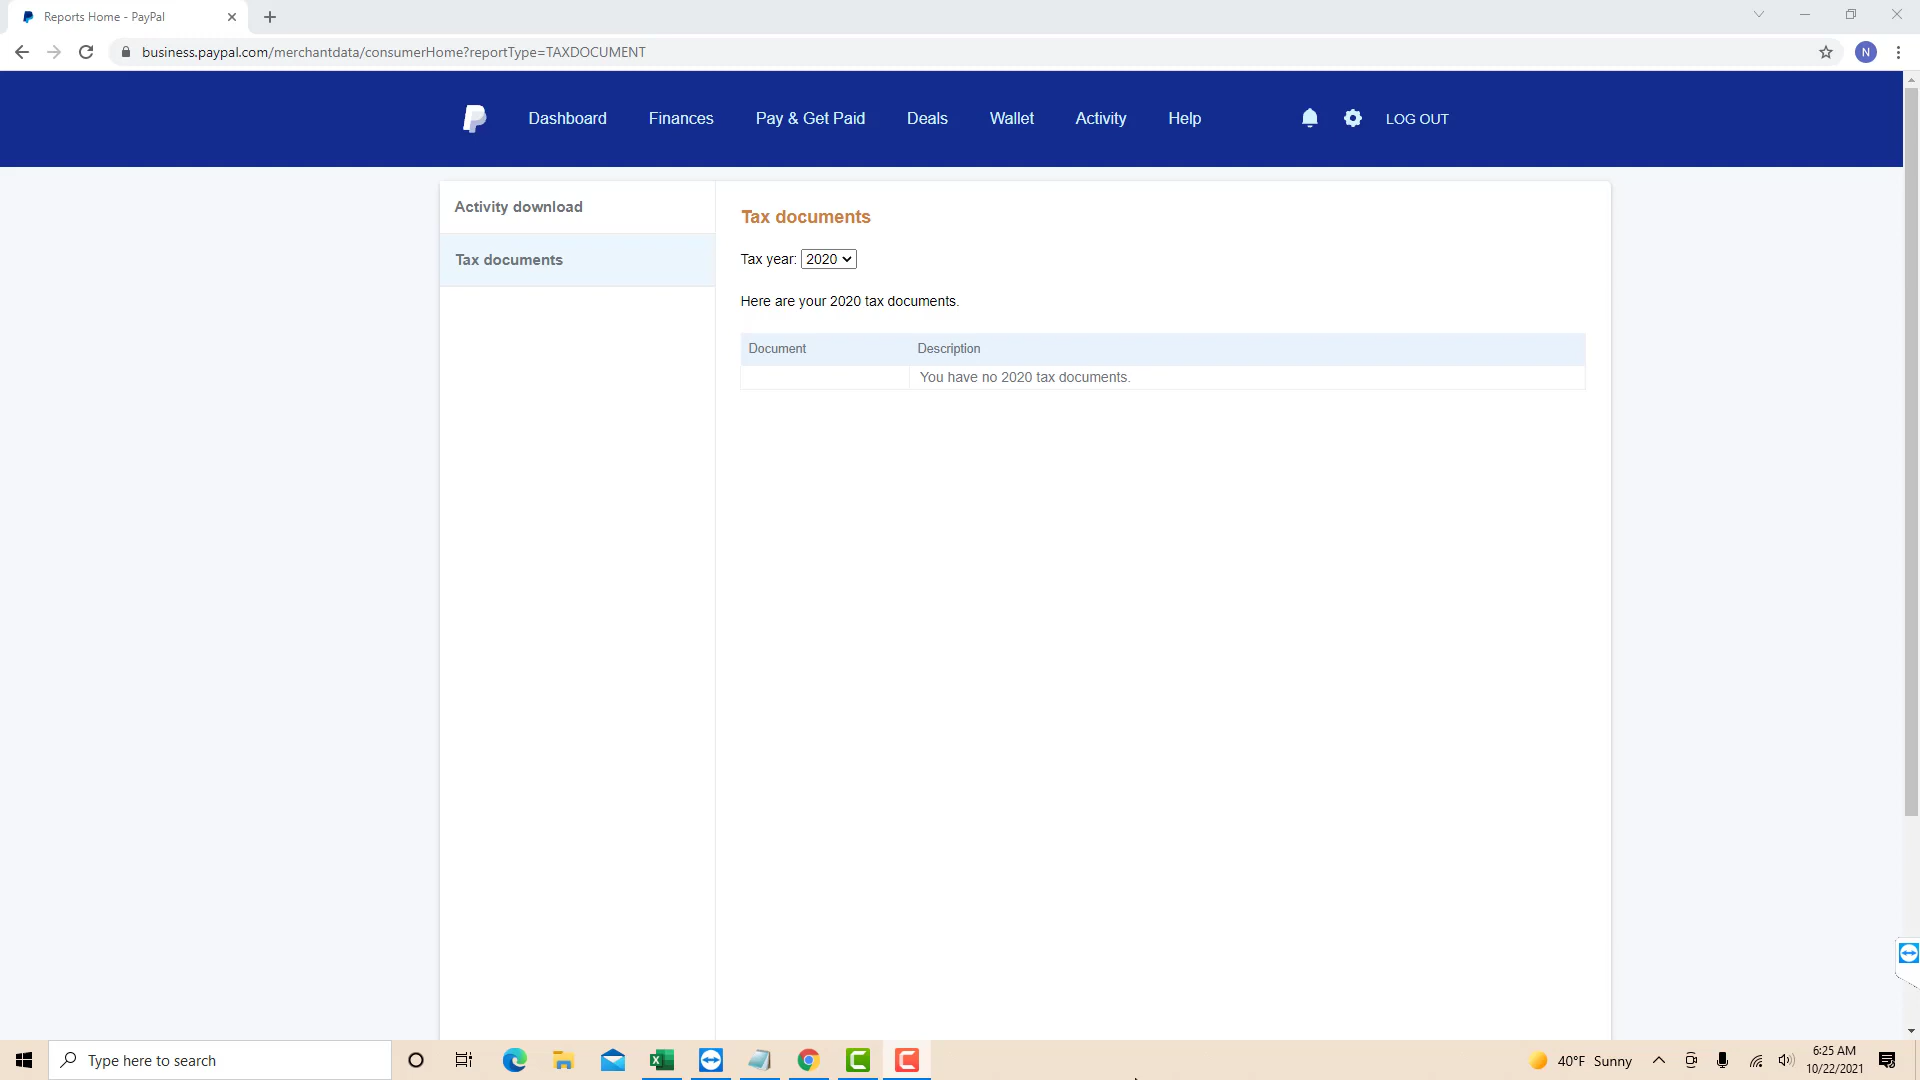 Reports Home - PayPal
business.paypal.com/merchantdata/consumerHome?reportType=TAXDOCUMENT
N
Dashboard Finances Pay & Get Paid Deals Wallet Activity Help LOG OUT
Activity download
Tax documents
Tax documents
Tax year: 2020
Here are your 2020 tax documents.
Document Description
You have no 2020 tax documents.
Type here to search
40°F Sunny
6:25 AM
10/22/2021